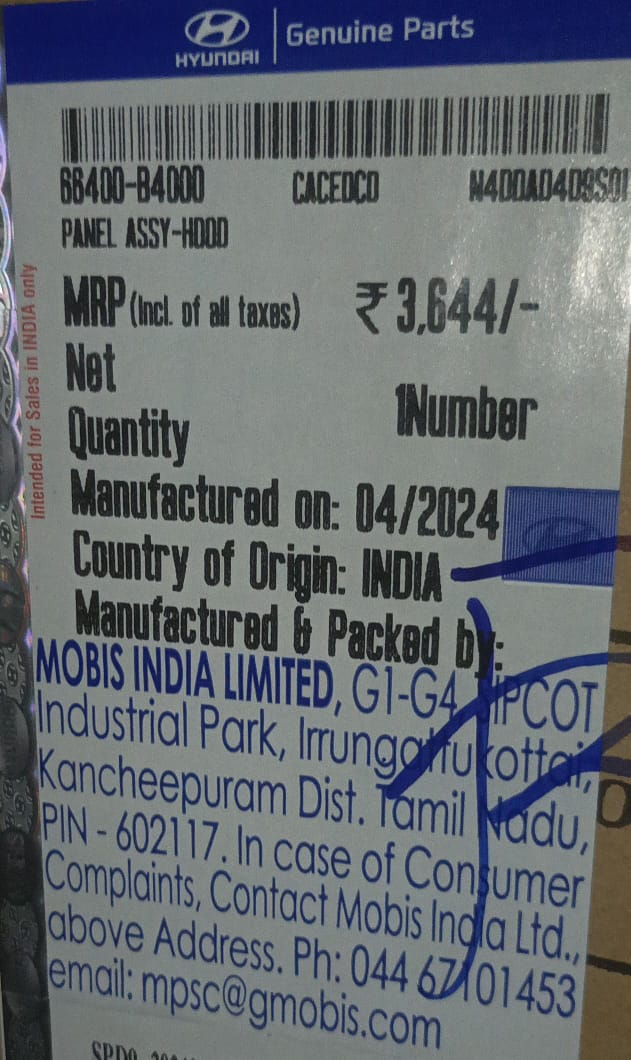 HYUNDAI
Genuine Parts
66400-B4000 CACEDCO N4DDAD409S01
PANEL ASSY-HOOD
MRP (Incl. of all taxes) ₹ 3,644/-
Net
Quantity 1Number
Manufactured on: 04/2024
Country of Origin: INDIA
Manufactured & Packed by:
MOBIS INDIA LIMITED, G1-G4, SIPCOT
Industrial Park, Irrungattukottai,
Kancheepuram Dist. Tamil Nadu,
PIN - 602117. In case of Consumer
Complaints, Contact Mobis India Ltd.,
above Address. Ph: 044 67101453
email: mpsc@gmobis.com
Intended for Sales in INDIA only